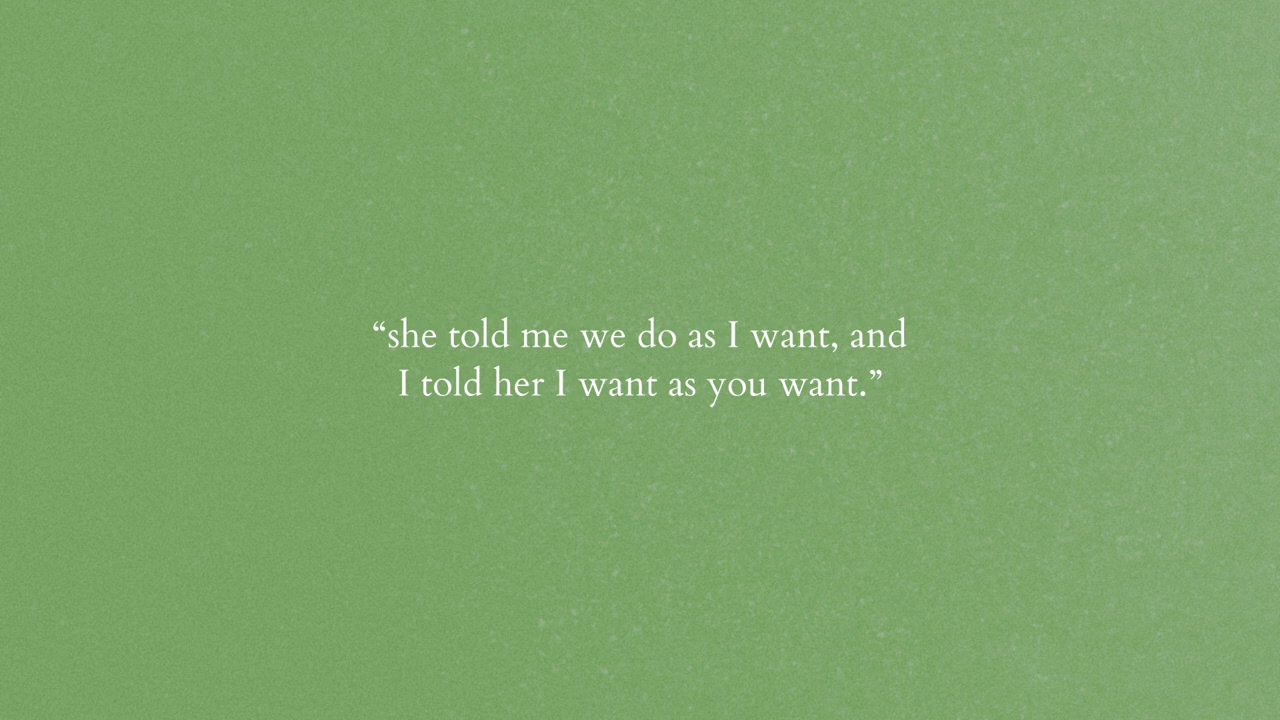 “she told me we do as I want, and
I told her I want as you want.”